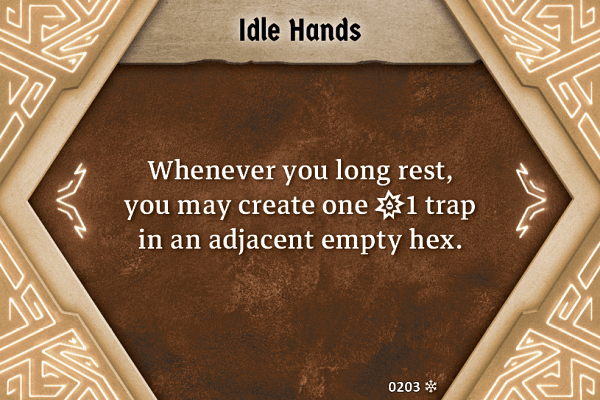 Idle Hands
Whenever you long rest,
you may create one 1 trap
in an adjacent empty hex.
0203